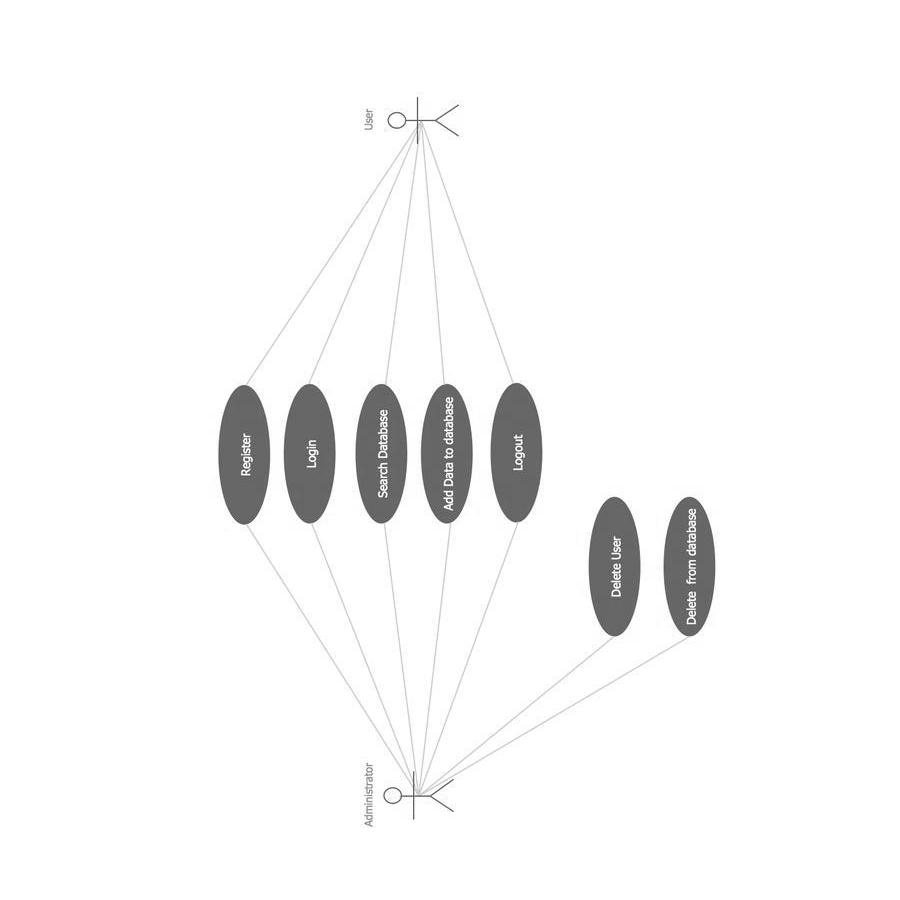 Administrator
User
Register
Login
Search Database
Add Data to database
Logout
Delete User
Delete from database